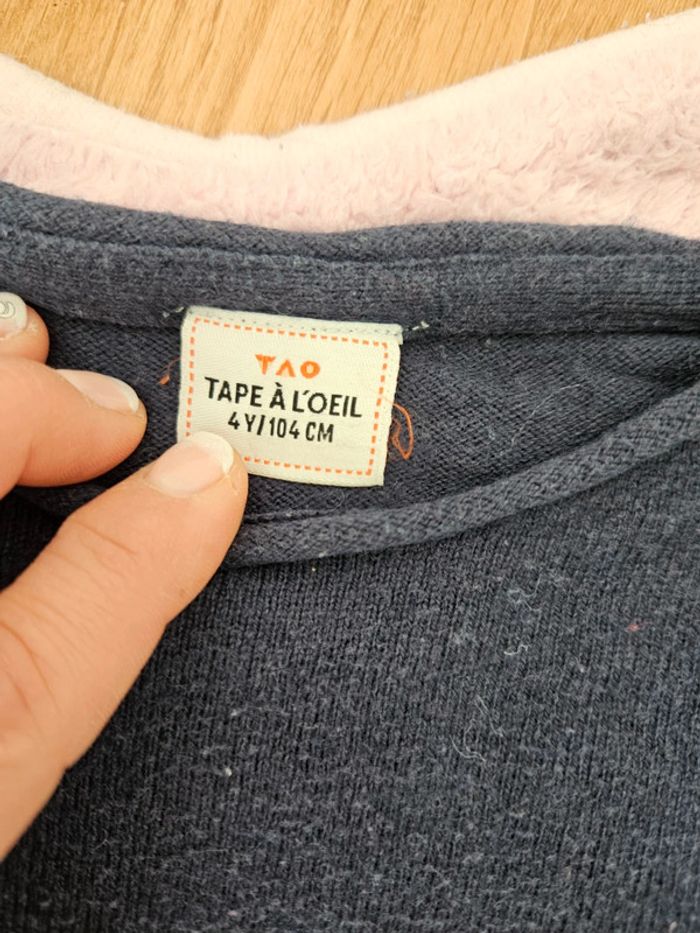 TAO
TAPE À L'OEIL
4Y/104 CM